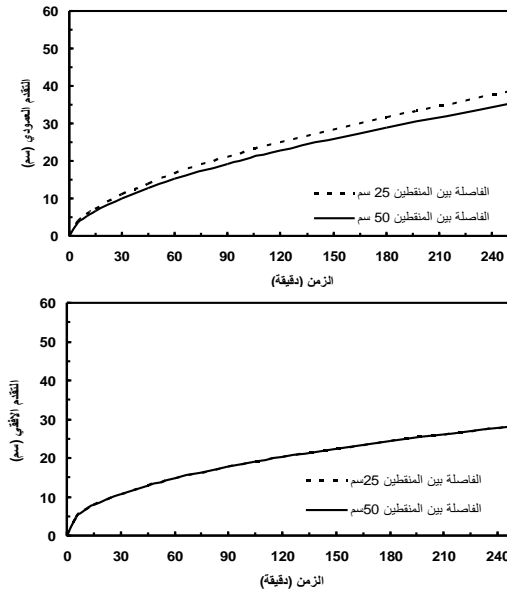 60
50
40
30
20
10
0
التقدم العمودي (سم)
الفاصلة بين المنقطين 25 سم
الفاصلة بين المنقطين 50 سم
0 30 60 90 120 150 180 210 240
الزمن (دقيقة)
60
50
40
30
20
10
0
التقدم الافقي (سم)
الفاصلة بين المنقطين 25سم
الفاصلة بين المنقطين 50سم
0 30 60 90 120 150 180 210 240
الزمن (دقيقة)